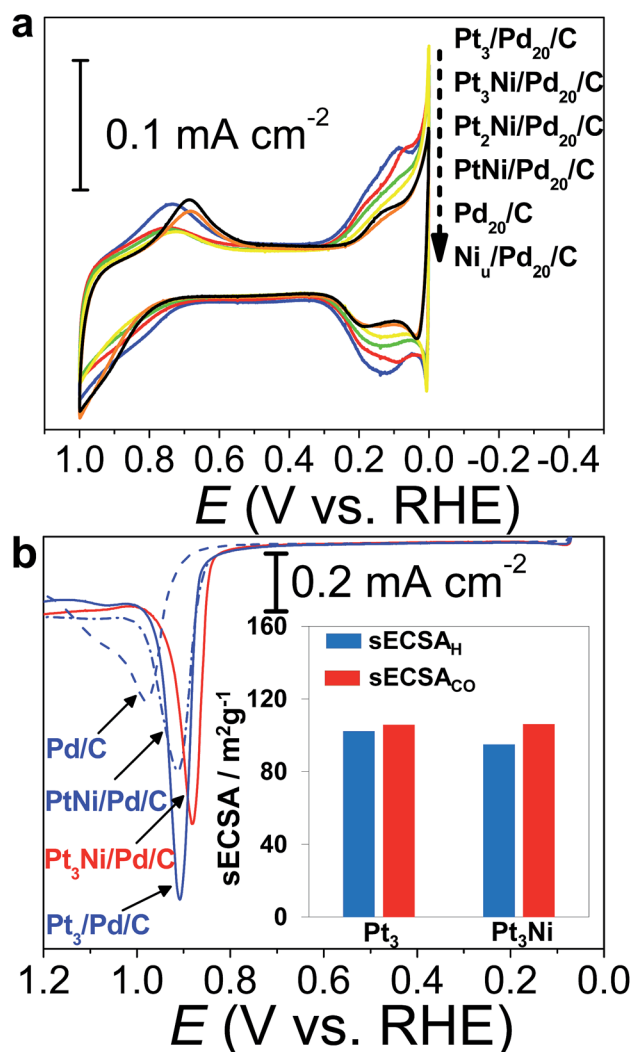 a
0.1 mA cm⁻²
Pt₃/Pd₂₀/C
Pt₃Ni/Pd₂₀/C
Pt₂Ni/Pd₂₀/C
PtNi/Pd₂₀/C
Pd₂₀/C
Niᵤ/Pd₂₀/C
1.0 0.8 0.6 0.4 0.2 0.0 -0.2 -0.4
E (V vs. RHE)
b
0.2 mA cm⁻²
Pd/C
PtNi/Pd/C
Pt₃Ni/Pd/C
Pt₃/Pd/C
sECSA / m²g⁻¹
160
120
80
40
0
sECSA_H
sECSA_CO
Pt₃ Pt₃Ni
1.2 1.0 0.8 0.6 0.4 0.2 0.0
E (V vs. RHE)